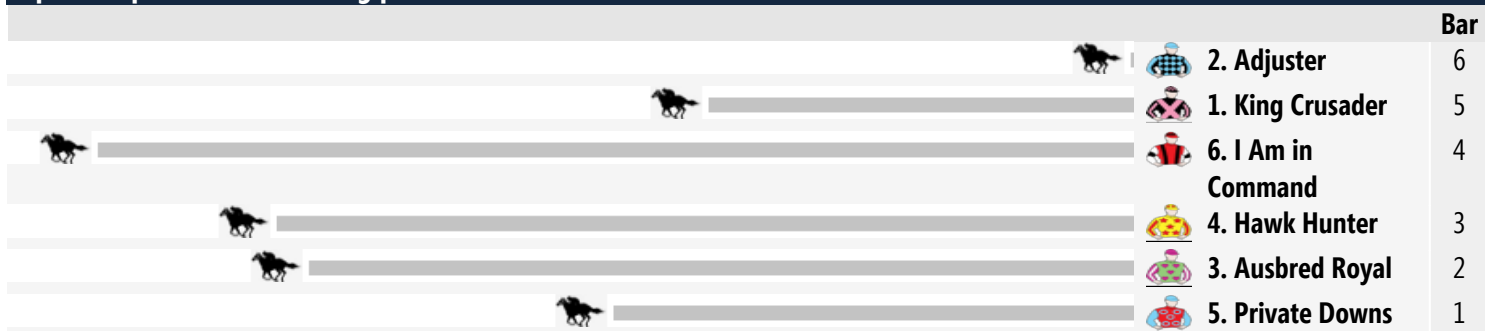 Bar
2. Adjuster 6
1. King Crusader 5
6. I Am in 4
Command
4. Hawk Hunter 3
3. Ausbred Royal 2
5. Private Downs 1